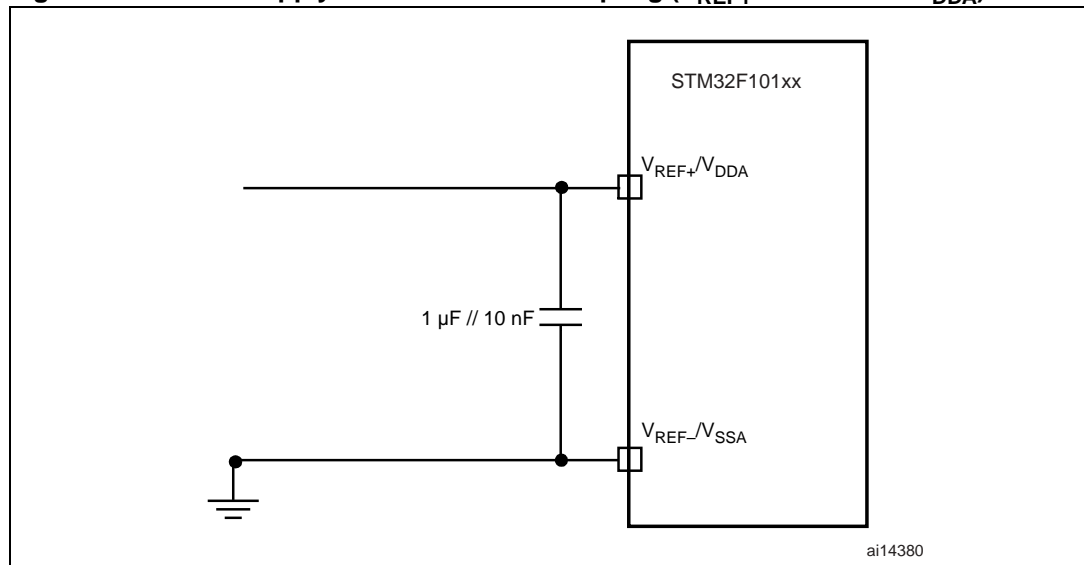 STM32F101xx
VREF+/VDDA
1 µF // 10 nF
VREF–/VSSA
ai14380